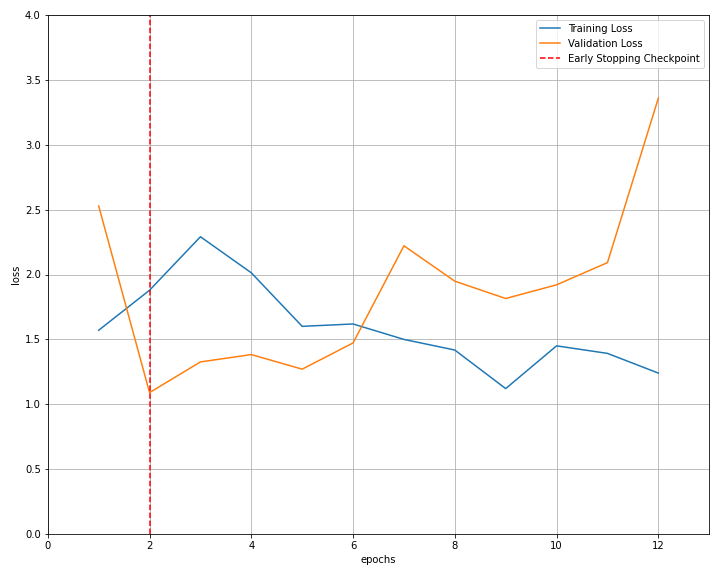 4.0
3.5
3.0
2.5
2.0
1.5
1.0
0.5
0.0
loss
Training Loss
Validation Loss
Early Stopping Checkpoint
0 2 4 6 8 10 12
epochs